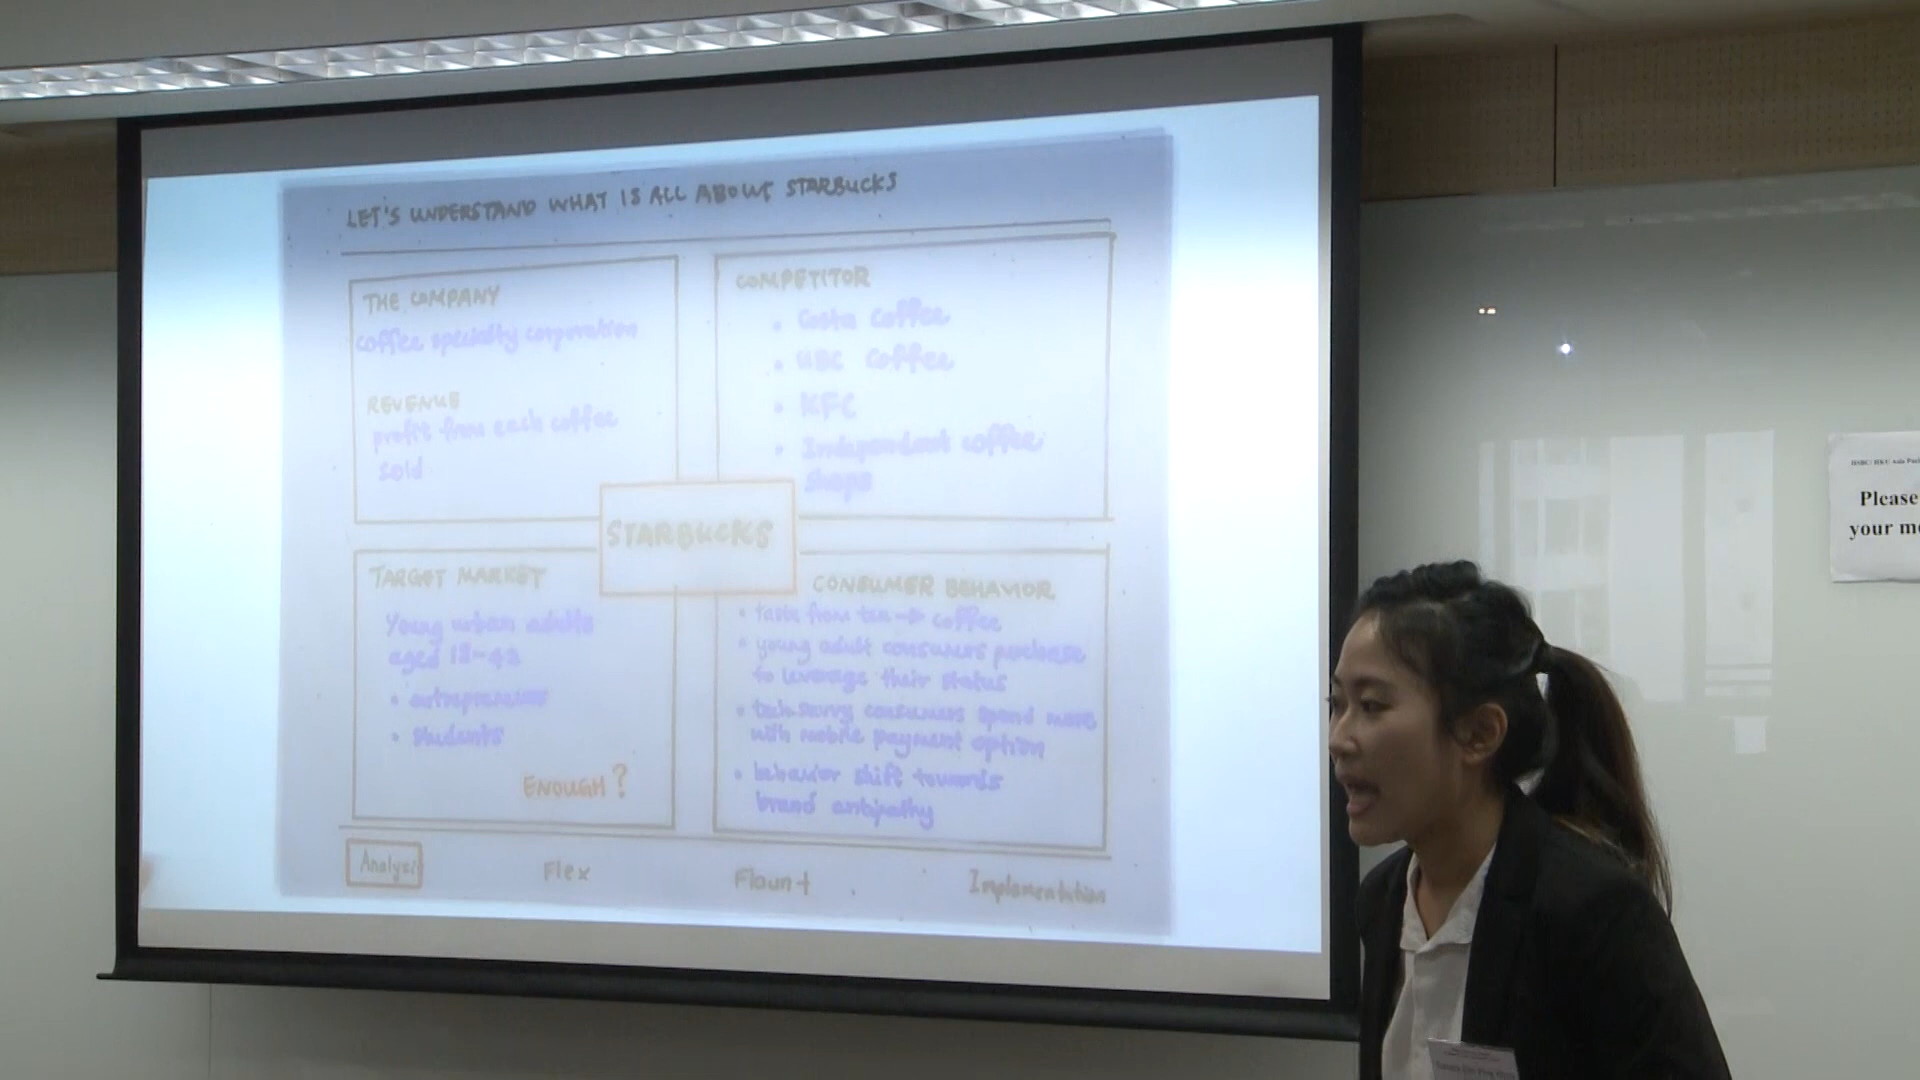 LET'S UNDERSTAND WHAT IS ALL ABOUT STARBUCKS
THE COMPANY
coffee specialty corporation
REVENUE
profit from each coffee
sold
COMPETITOR
• Costa Coffee
• UBC Coffee
• KFC
• Independent coffee
shops
STARBUCKS
TARGET MARKET
Young urban adults
aged
•
• students
ENOUGH?
CONSUMER BEHAVIOR
• taste from tea → coffee
• young adult consumers purchase
to leverage their status
• tech savvy consumers spend more
with mobile payment option
• behavior shift towards
brand antipathy
Analysis
Flex
Flaunt
Implementation
Please
your